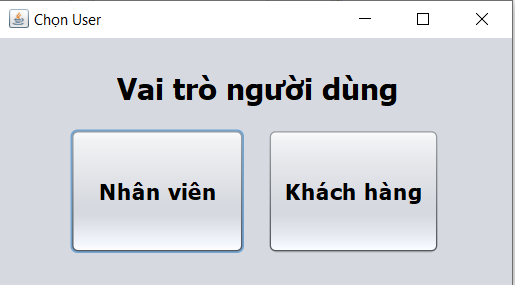 Chọn User
Vai trò người dùng
Nhân viên
Khách hàng